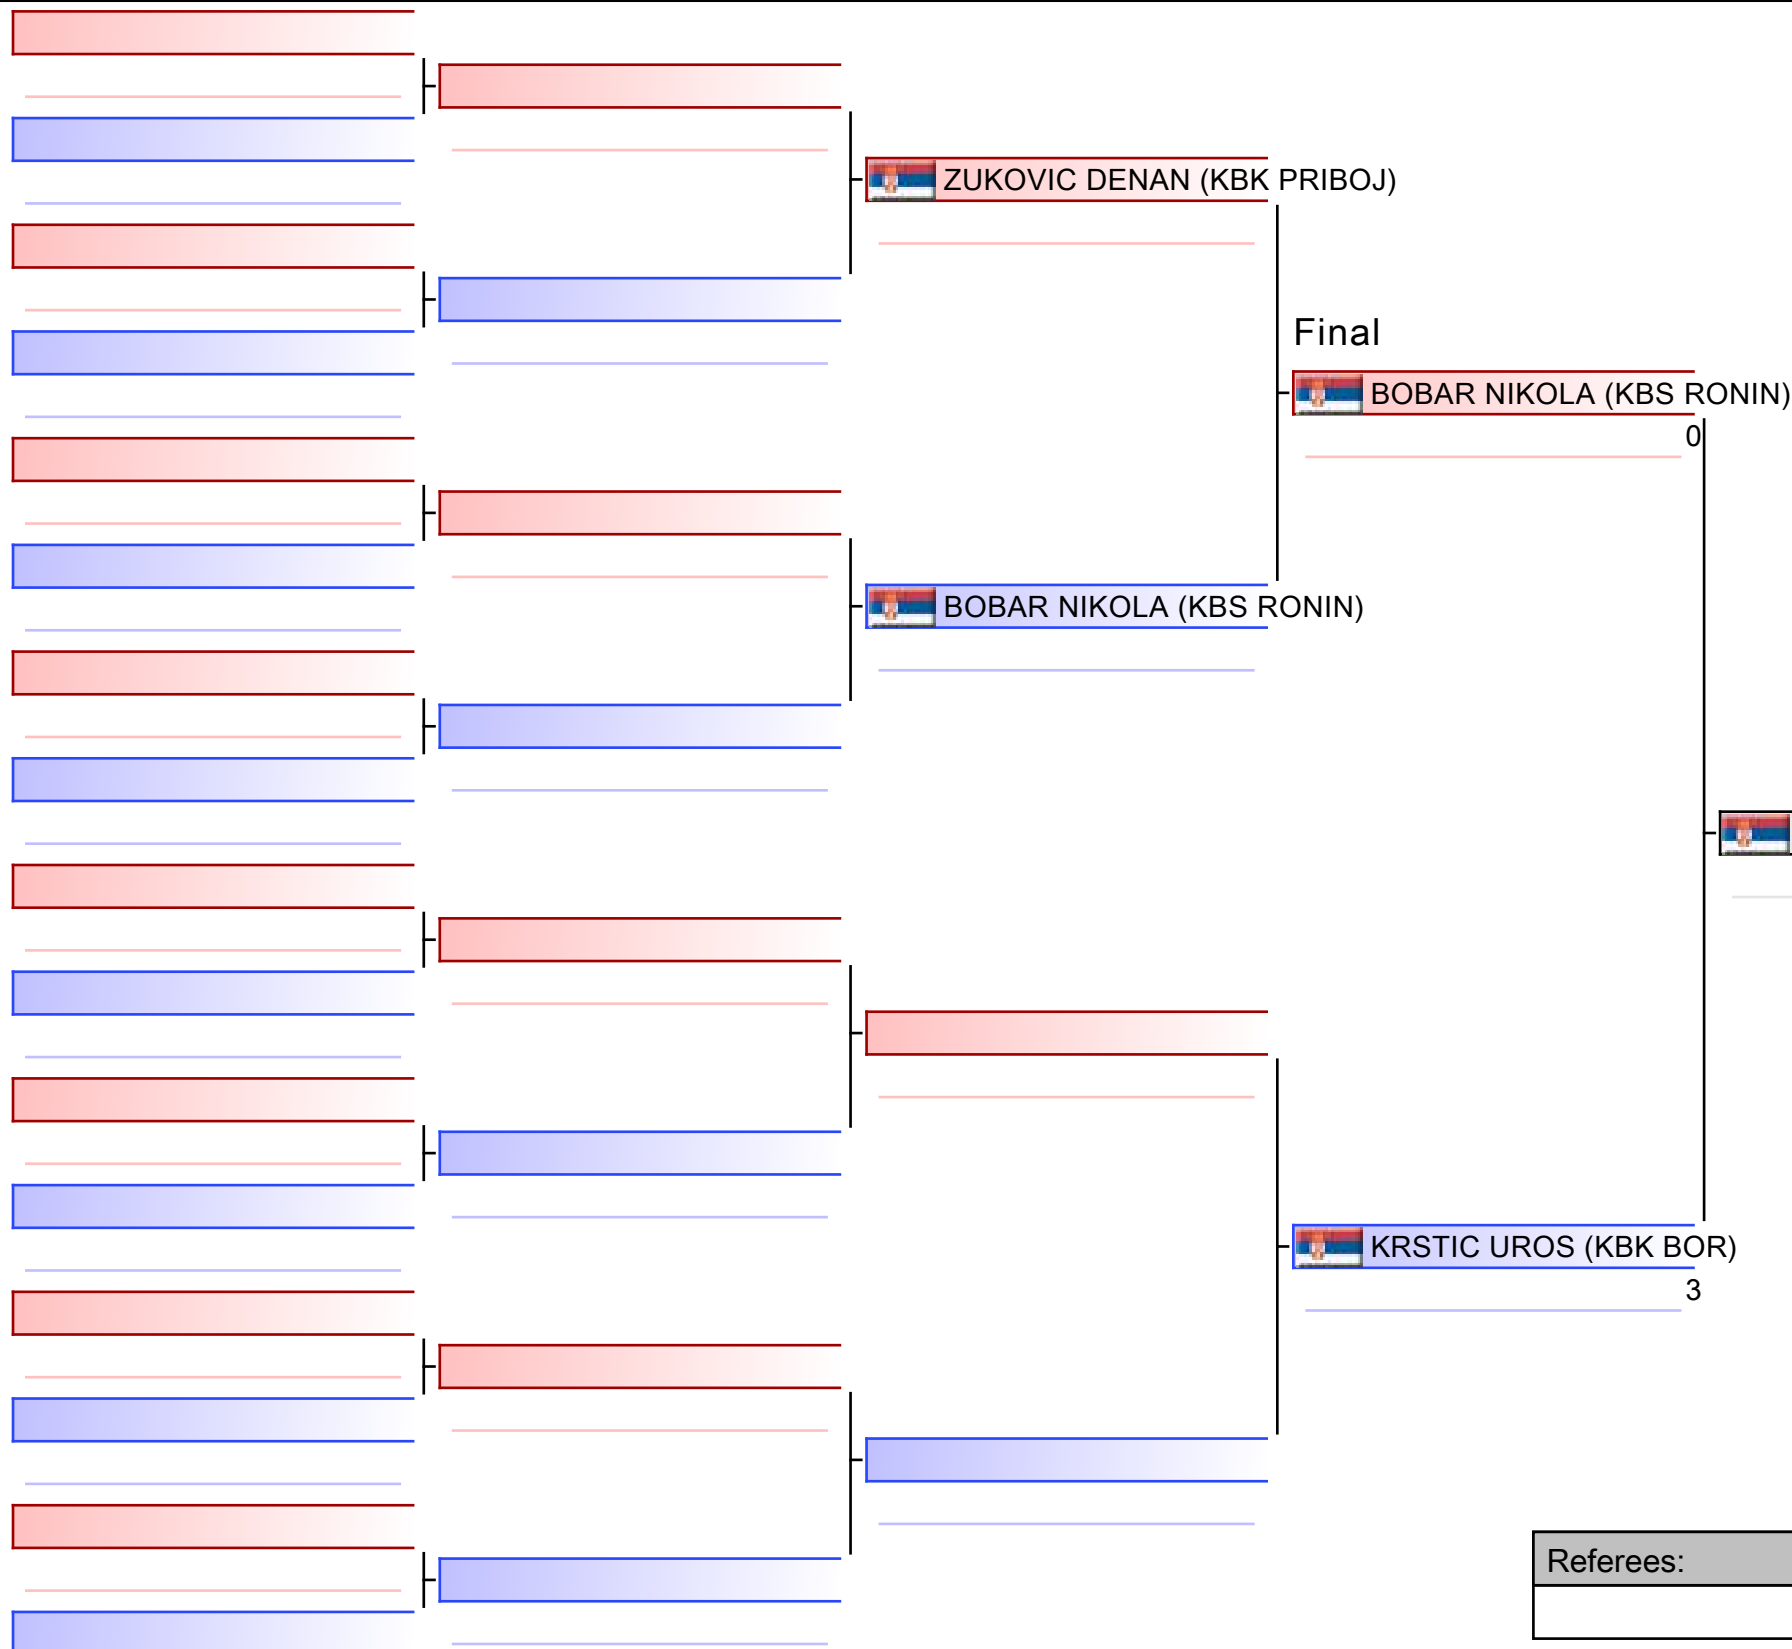 ZUKOVIC DENAN (KBK PRIBOJ)
Final
BOBAR NIKOLA (KBS RONIN)
0
BOBAR NIKOLA (KBS RONIN)
KRSTIC UROS (KBK BOR)
3
Referees: